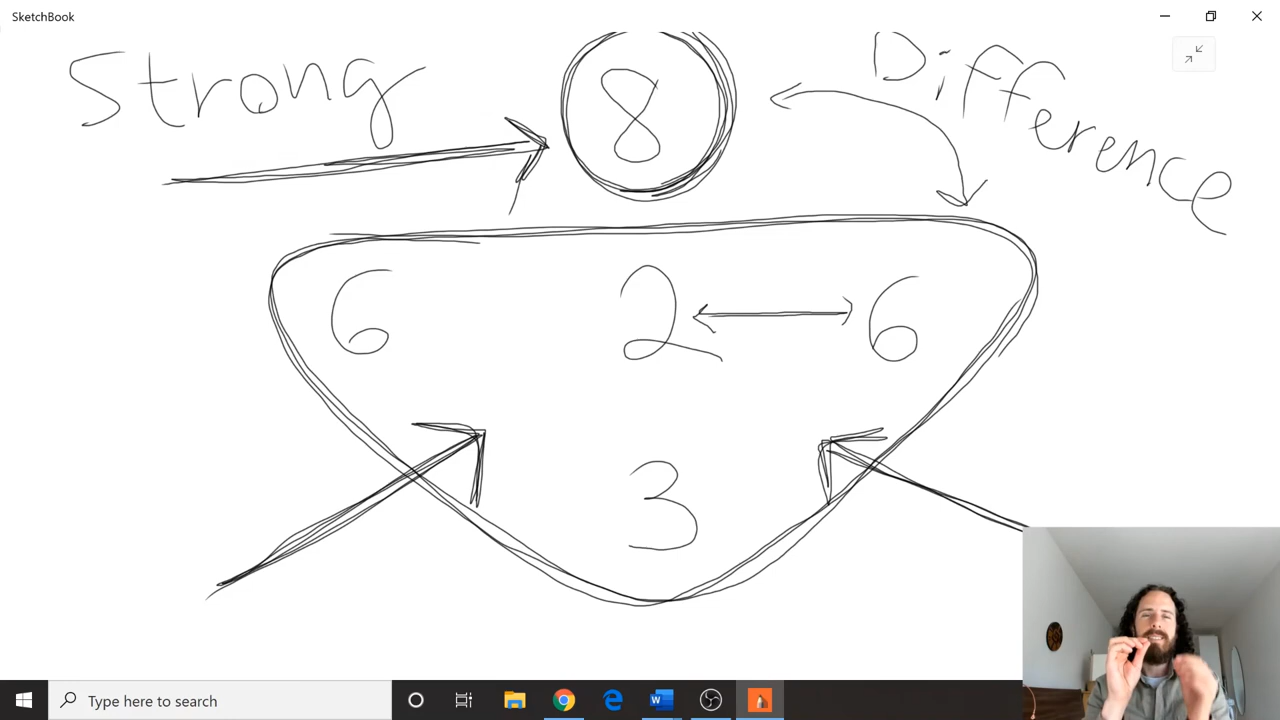 SketchBook
Strong
8
Difference
6 2 6
3
Type here to search